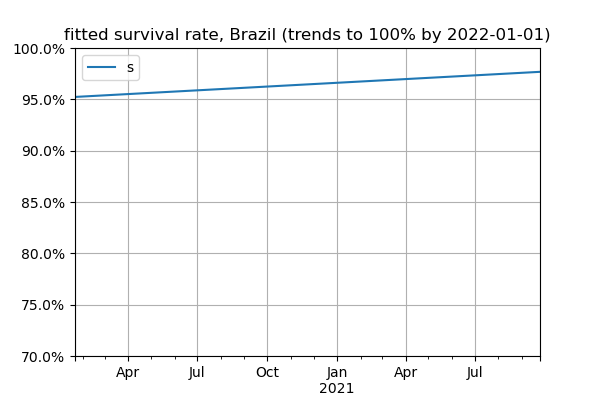 fitted survival rate, Brazil (trends to 100% by 2022-01-01)
100.0%
s
95.0%
90.0%
85.0%
80.0%
75.0%
70.0%
Apr Jul Oct Jan Apr Jul
2021